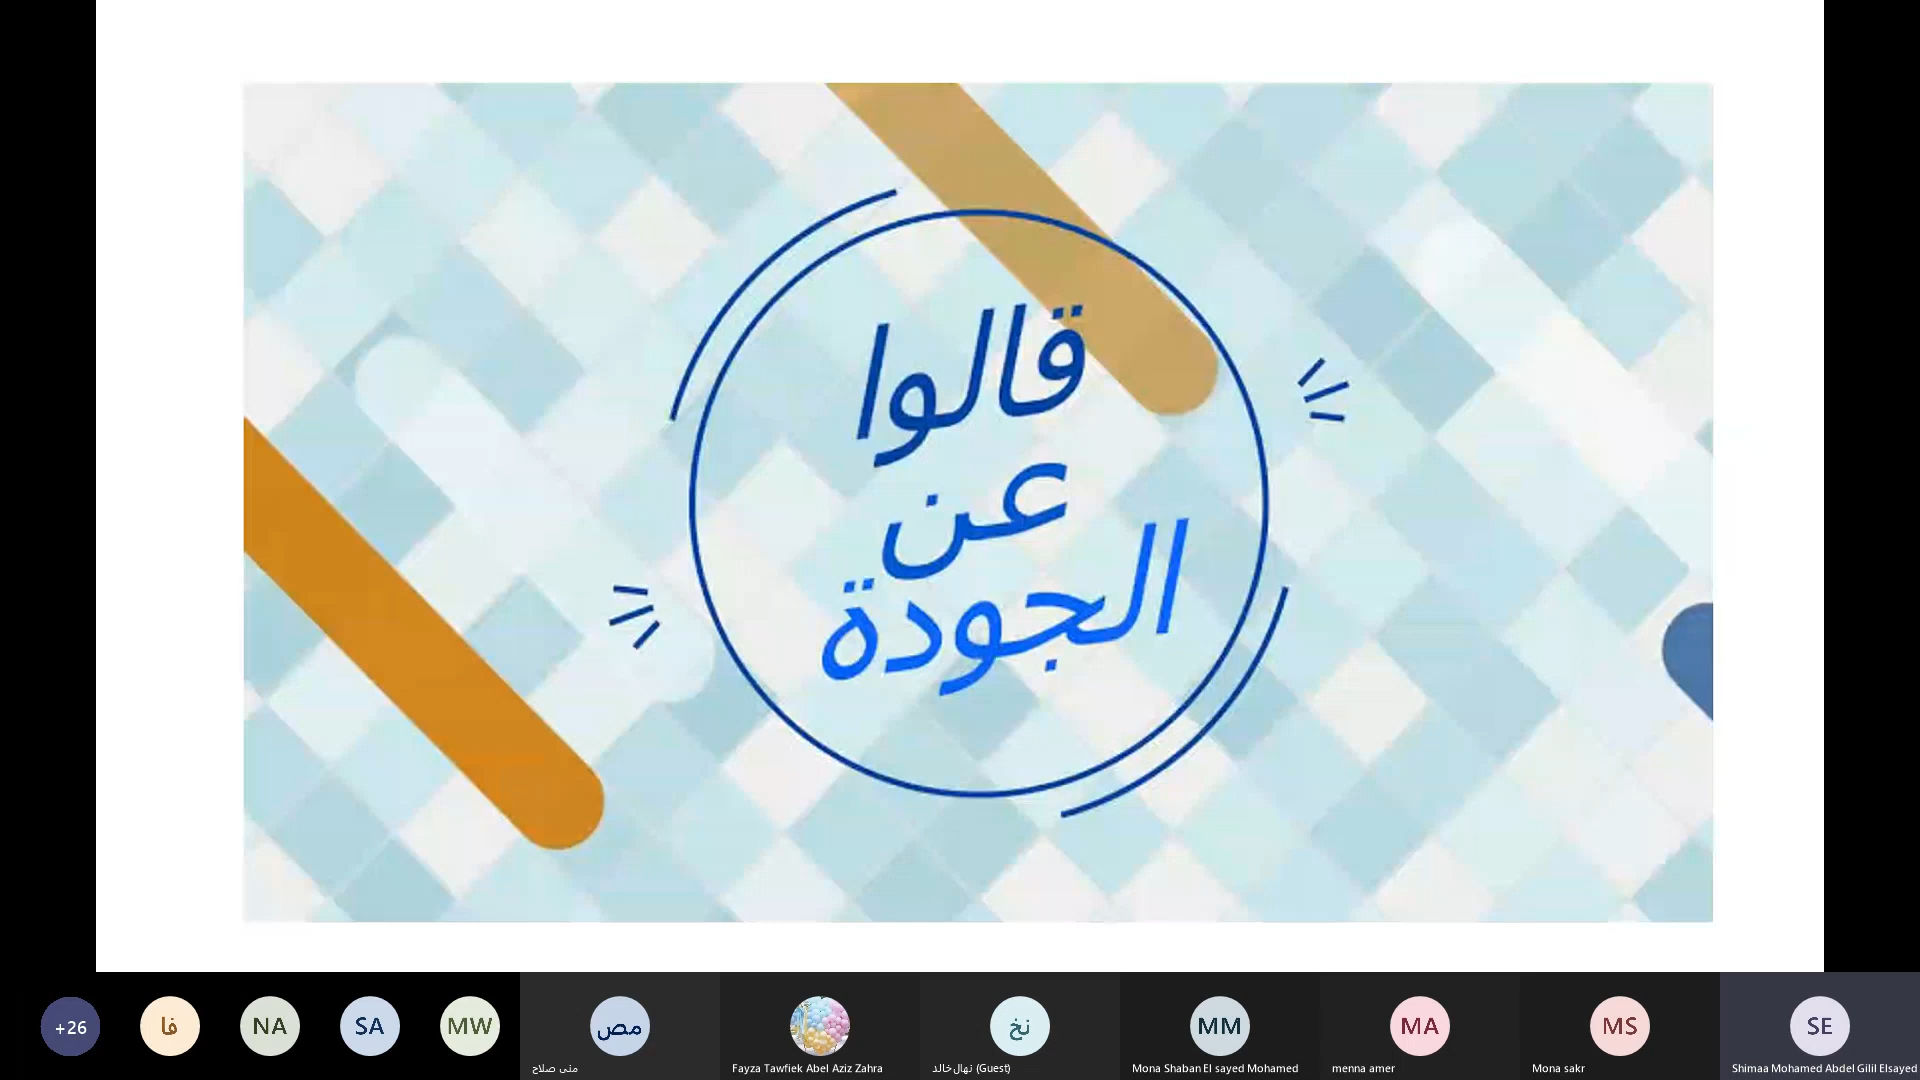 قالوا
عن
الجودة
+26
فا
NA
SA
MW
مص
منى صلاح
Fayza Tawfiek Abel Aziz Zahra
نخ
نهال خالد (Guest)
MM
Mona Shaban El sayed Mohamed
MA
menna amer
MS
Mona sakr
SE
Shimaa Mohamed Abdel Gilil Elsayed